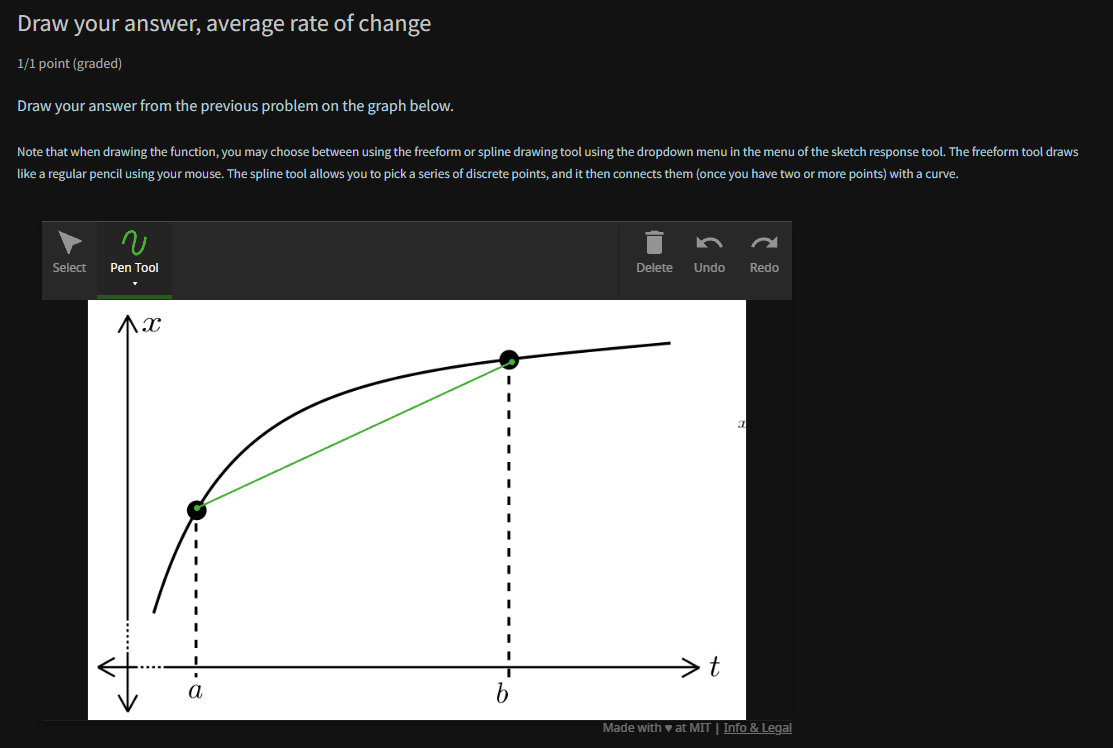 Draw your answer, average rate of change
1/1 point (graded)
Draw your answer from the previous problem on the graph below.
Note that when drawing the function, you may choose between using the freeform or spline drawing tool using the dropdown menu in the menu of the sketch response tool. The freeform tool draws
like a regular pencil using your mouse. The spline tool allows you to pick a series of discrete points, and it then connects them (once you have two or more points) with a curve.
Select Pen Tool Delete Undo Redo
x
x
t
a b
Made with ♥ at MIT | Info & Legal